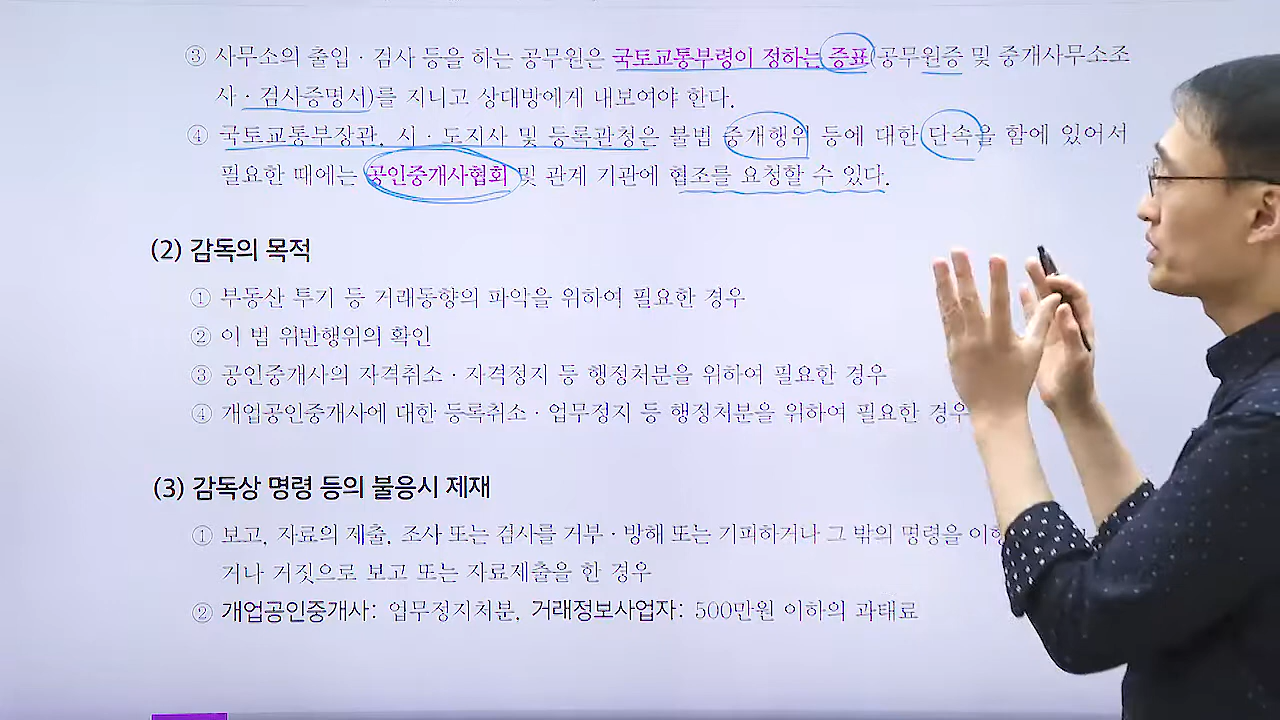 ③ 사무소의 출입 · 검사 등을 하는 공무원은 국토교통부령이 정하는 증표(공무원증 및 중개사무소조
사 · 검사증명서)를 지니고 상대방에게 내보여야 한다.
④ 국토교통부장관, 시 · 도지사 및 등록관청은 불법 중개행위 등에 대한 단속을 함에 있어서
필요한 때에는 공인중개사협회 및 관계 기관에 협조를 요청할 수 있다.
(2) 감독의 목적
① 부동산 투기 등 거래동향의 파악을 위하여 필요한 경우
② 이 법 위반행위의 확인
③ 공인중개사의 자격취소 · 자격정지 등 행정처분을 위하여 필요한 경우
④ 개업공인중개사에 대한 등록취소 · 업무정지 등 행정처분을 위하여 필요한 경우
(3) 감독상 명령 등의 불응시 제재
① 보고, 자료의 제출, 조사 또는 검사를 거부 · 방해 또는 기피하거나 그 밖의 명령을
거나 거짓으로 보고 또는 자료제출을 한 경우
② 개업공인중개사: 업무정지처분, 거래정보사업자: 500만원 이하의 과태료